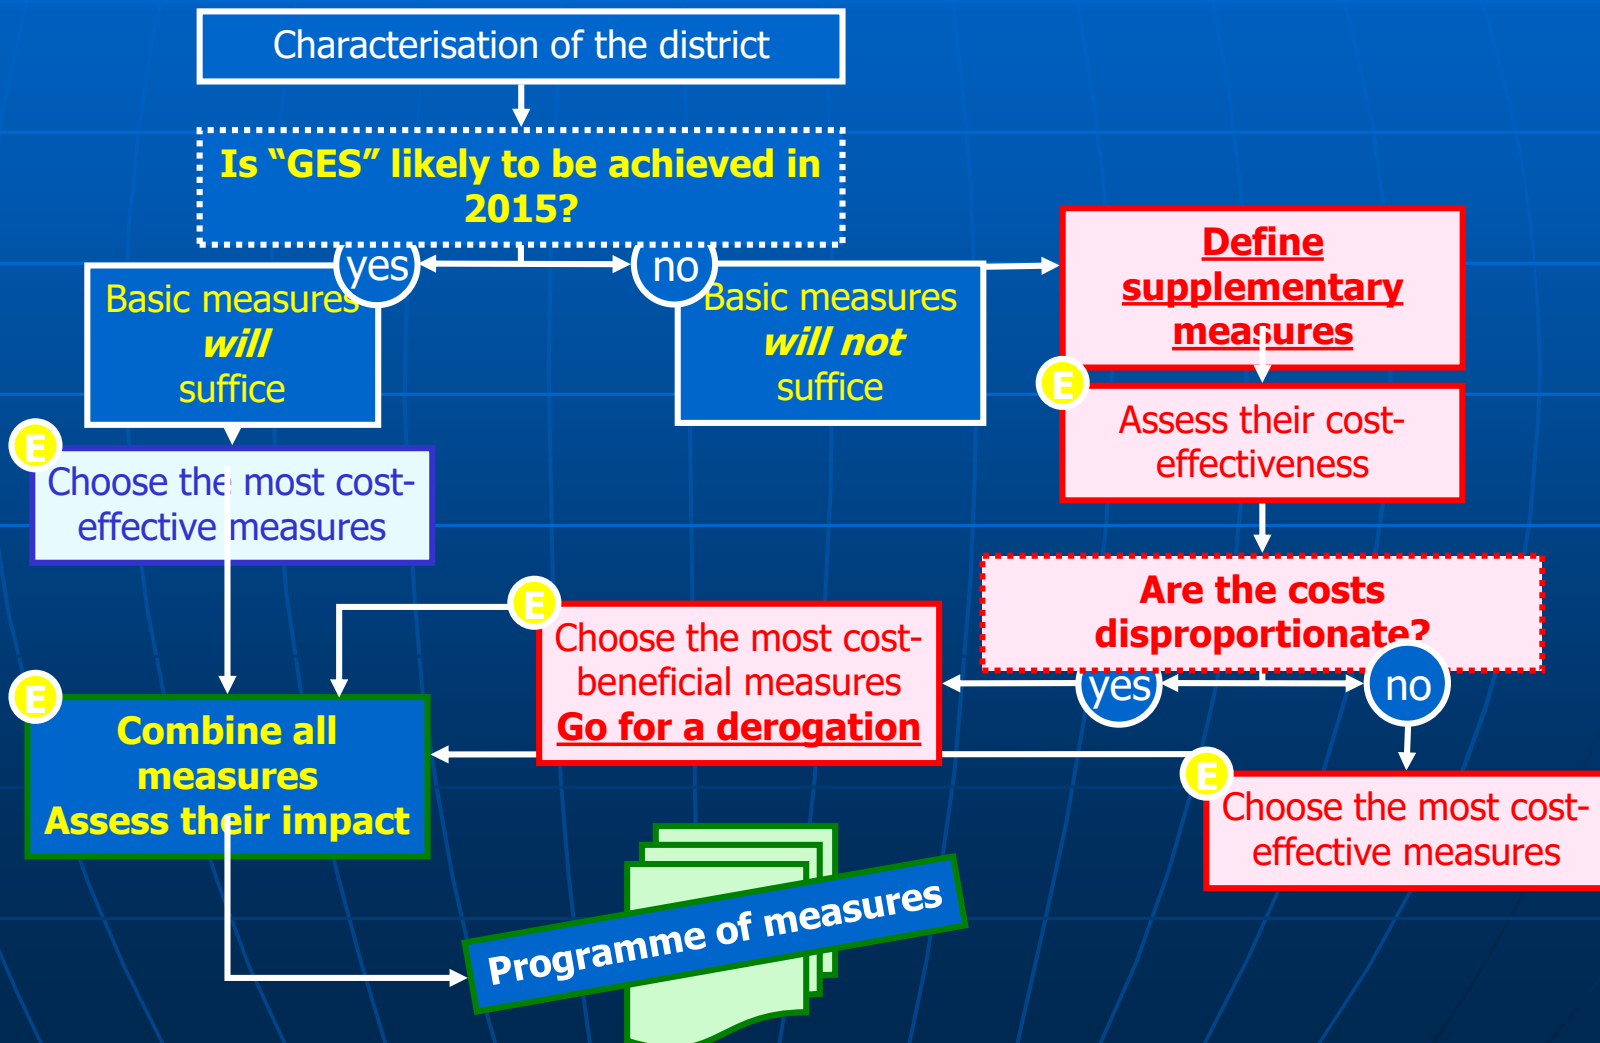 Characterisation of the district
Is “GES” likely to be achieved in
2015?
yes
no
Basic measures
will
suffice
Basic measures
will not
suffice
Define
supplementary
measures
E
Assess their cost-
effectiveness
E
Choose the most cost-
effective measures
Are the costs
disproportionate?
yes
no
E
Choose the most cost-
beneficial measures
Go for a derogation
E
Combine all
measures
Assess their impact
E
Choose the most cost-
effective measures
Programme of measures